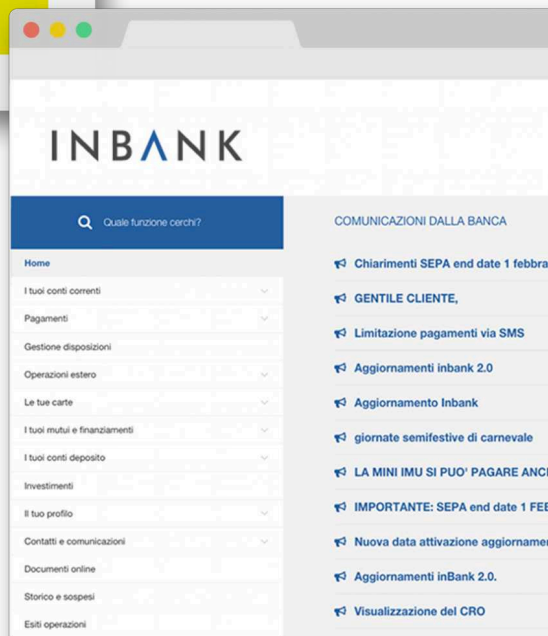 INBANK
Quale funzione cerchi?
Home
I tuoi conti correnti
Pagamenti
Gestione disposizioni
Operazioni estero
Le tue carte
I tuoi mutui e finanziamenti
I tuoi conti deposito
Investimenti
Il tuo profilo
Contatti e comunicazioni
Documenti online
Storico e sospesi
Esiti operazioni
COMUNICAZIONI DALLA BANCA
Chiarimenti SEPA end date 1 febbra
GENTILE CLIENTE,
Limitazione pagamenti via SMS
Aggiornamenti inbank 2.0
Aggiornamento Inbank
giornate semifestive di carnevale
LA MINI IMU SI PUO' PAGARE ANC
IMPORTANTE: SEPA end date 1 FE
Nuova data attivazione aggiorname
Aggiornamenti inBank 2.0.
Visualizzazione del CRO